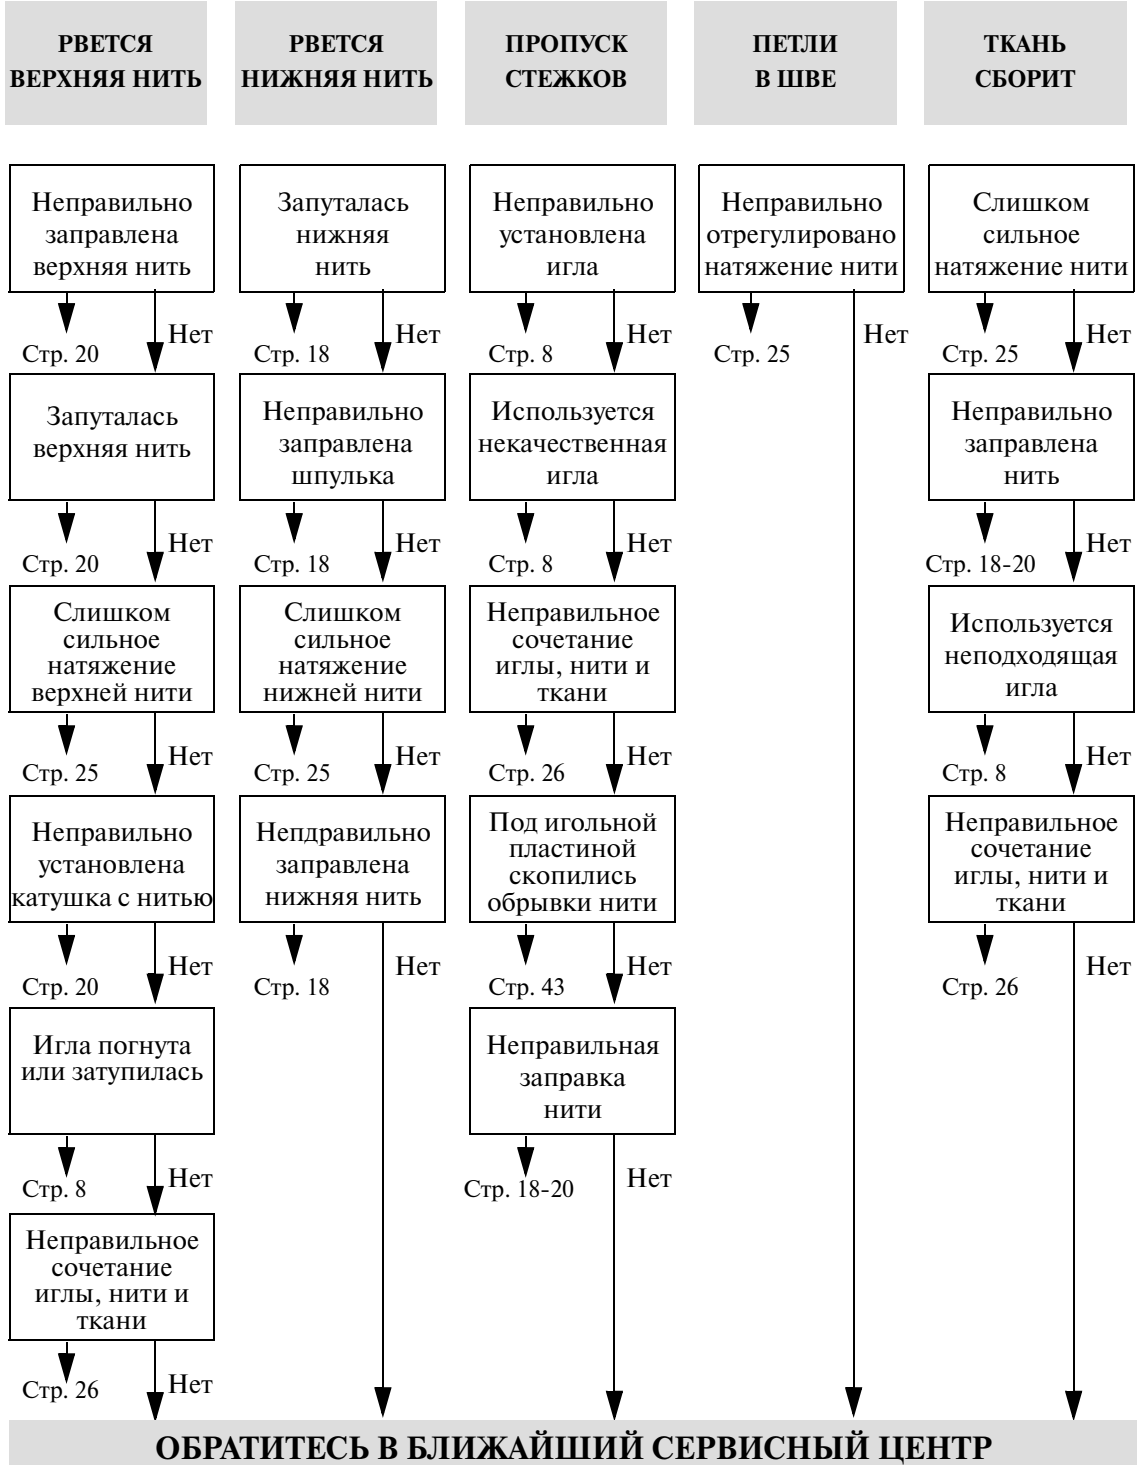 РВЕТСЯ
ВЕРХНЯЯ НИТЬ
РВЕТСЯ
НИЖНЯЯ НИТЬ
ПРОПУСК
СТЕЖКОВ
ПЕТЛИ
В ШВЕ
ТКАНЬ
СБОРИТ
Неправильно
заправлена
верхняя нить
Стр. 20
Нет
Запуталась
верхняя нить
Стр. 20
Нет
Слишком
сильное
натяжение
верхней нити
Стр. 25
Нет
Неправильно
установлена
катушка с нитью
Стр. 20
Нет
Игла погнута
или затупилась
Стр. 8
Нет
Неправильное
сочетание
иглы, нити и
ткани
Стр. 26
Нет
Запуталась
нижняя
нить
Стр. 18
Нет
Неправильно
заправлена
шпулька
Стр. 18
Нет
Слишком
сильное
натяжение
нижней нити
Стр. 25
Нет
Непдравильно
заправлена
нижняя нить
Стр. 18
Нет
Неправильно
установлена
игла
Стр. 8
Нет
Используется
некачественная
игла
Стр. 8
Нет
Неправильное
сочетание
иглы, нити и
ткани
Стр. 26
Нет
Под игольной
пластиной
скопились
обрывки нити
Стр. 43
Нет
Неправильная
заправка
нити
Стр. 18-20
Нет
Неправильно
отрегулировано
натяжение нити
Стр. 25
Нет
Слишком
сильное
натяжение нити
Стр. 25
Нет
Неправильно
заправлена
нить
Стр. 18-20
Нет
Используется
неподходящая
игла
Стр. 8
Нет
Неправильное
сочетание
иглы, нити и
ткани
Стр. 26
Нет
ОБРАТИТЕСЬ В БЛИЖАЙШИЙ СЕРВИСНЫЙ ЦЕНТР